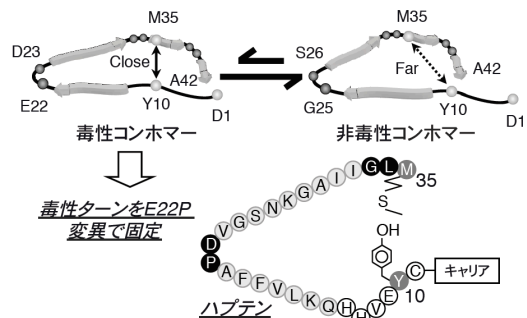 M35
D23
Close
A42
E22
Y10
D1
毒性コンホマー
M35
S26
Far
A42
G25
Y10
D1
非毒性コンホマー
毒性ターンをE22P
変異で固定
D V G S N K G A I I G L M
35
S
OH
P A F F V L K Q H H V E Y C
10
キャリア
ハプテン